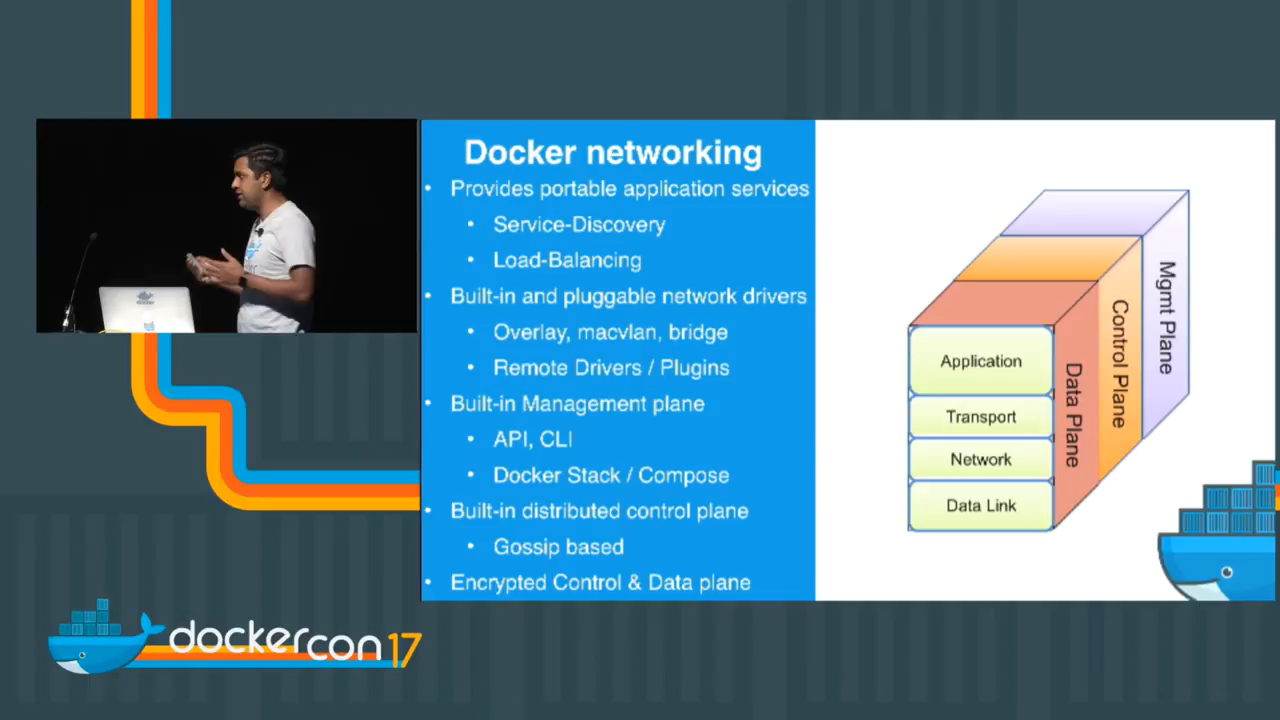 Docker networking
• Provides portable application services
• Service-Discovery
• Load-Balancing
• Built-in and pluggable network drivers
• Overlay, macvlan, bridge
• Remote Drivers / Plugins
• Built-in Management plane
• API, CLI
• Docker Stack / Compose
• Built-in distributed control plane
• Gossip based
• Encrypted Control & Data plane
Application
Transport
Network
Data Link
Data Plane
Control Plane
Mgmt Plane
dockercon 17